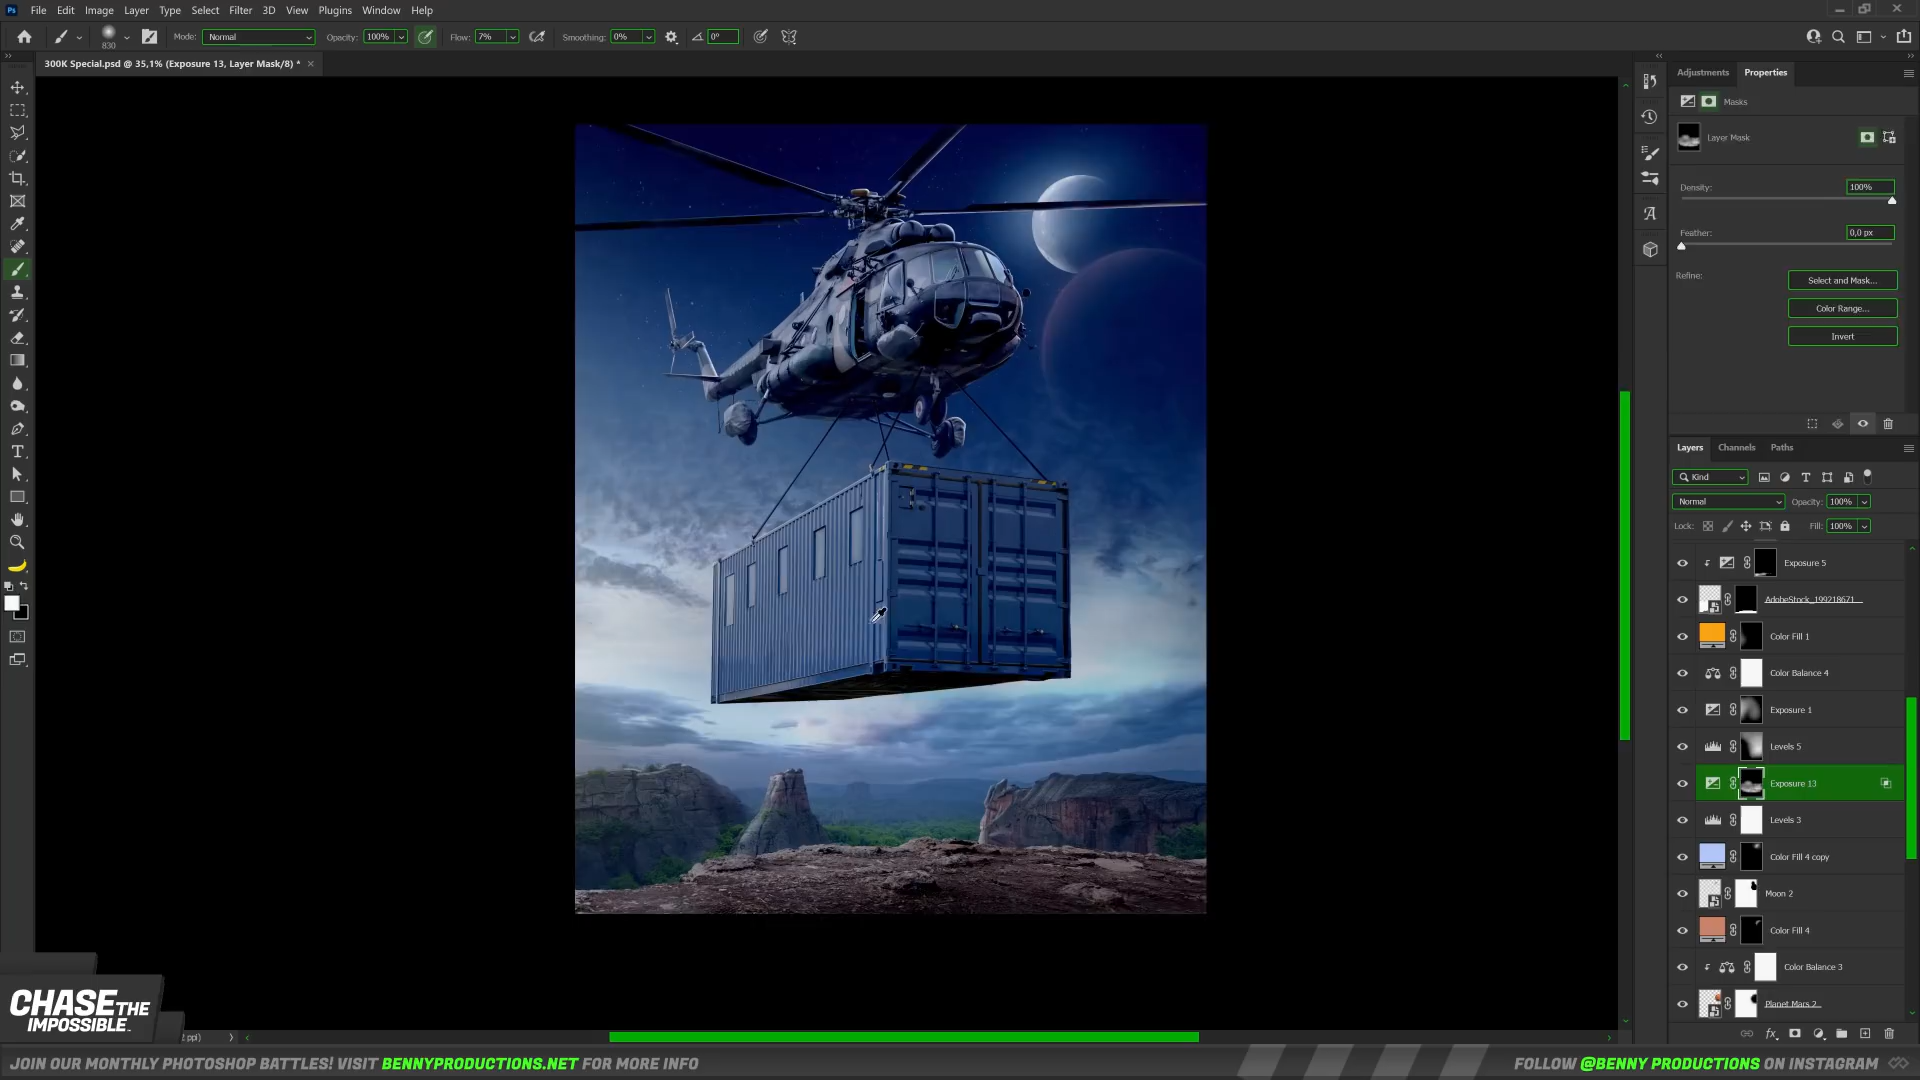 Ps File Edit Image Layer Type Select Filter 3D View Plugins Window Help
830 Mode: Normal Opacity: 100% Flow: 7% Smoothing: 0% 0°
300K Special.psd @ 35,1% (Exposure 13, Layer Mask/8) *
Adjustments Properties
Masks
Layer Mask
Density: 100%
Feather: 0,0 px
Refine:
Select and Mask...
Color Range...
Invert
Layers Channels Paths
Kind
Normal Opacity: 100%
Lock: Fill: 100%
Exposure 5
AdobeStock_199218671...
Color Fill 1
Color Balance 4
Exposure 1
Levels 5
Exposure 13
Levels 3
Color Fill 4 copy
Moon 2
Color Fill 4
Color Balance 3
Planet Mars 2
CHASE THE
IMPOSSIBLE.
ppi)
JOIN OUR MONTHLY PHOTOSHOP BATTLES! VISIT BENNYPRODUCTIONS.NET FOR MORE INFO
FOLLOW @BENNY PRODUCTIONS ON INSTAGRAM